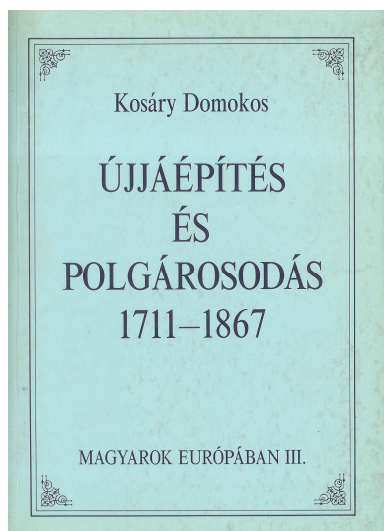 Kosáry Domokos
ÚJJÁÉPÍTÉS
ÉS
POLGÁROSODÁS
1711–1867
MAGYAROK EURÓPÁBAN III.